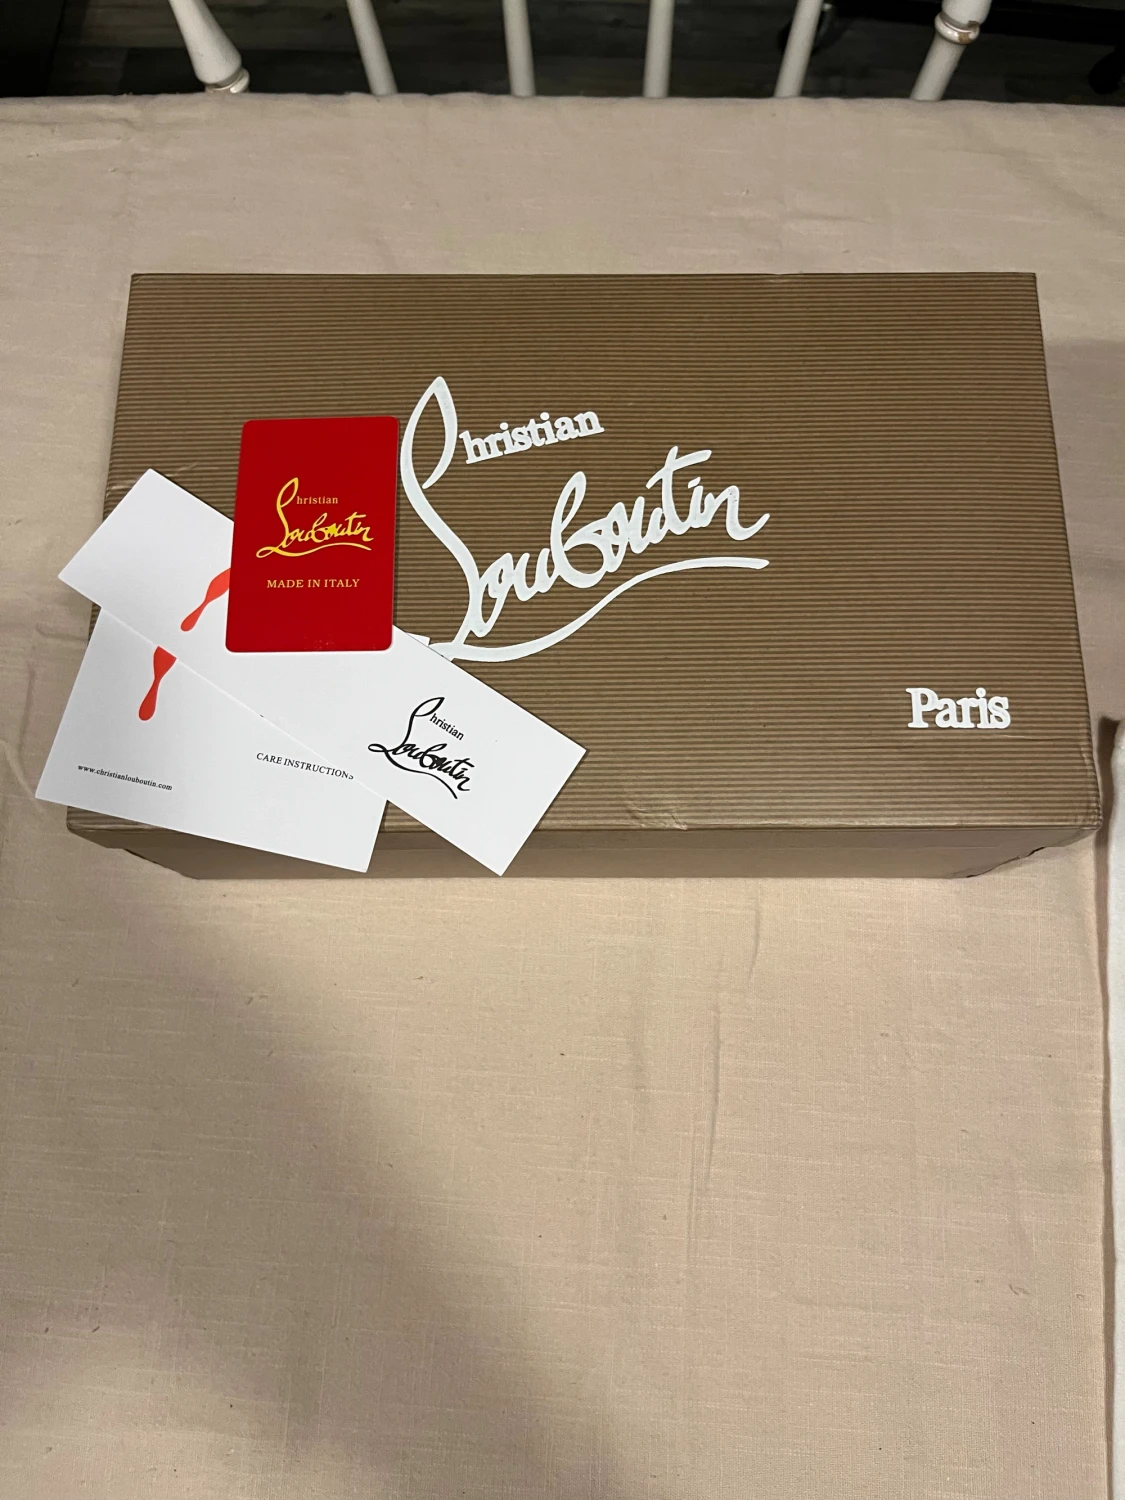 Christian
Louboutin
Paris
Christian
Louboutin
MADE IN ITALY
Christian
Louboutin
CARE INSTRUCTIONS
www.christianlouboutin.com